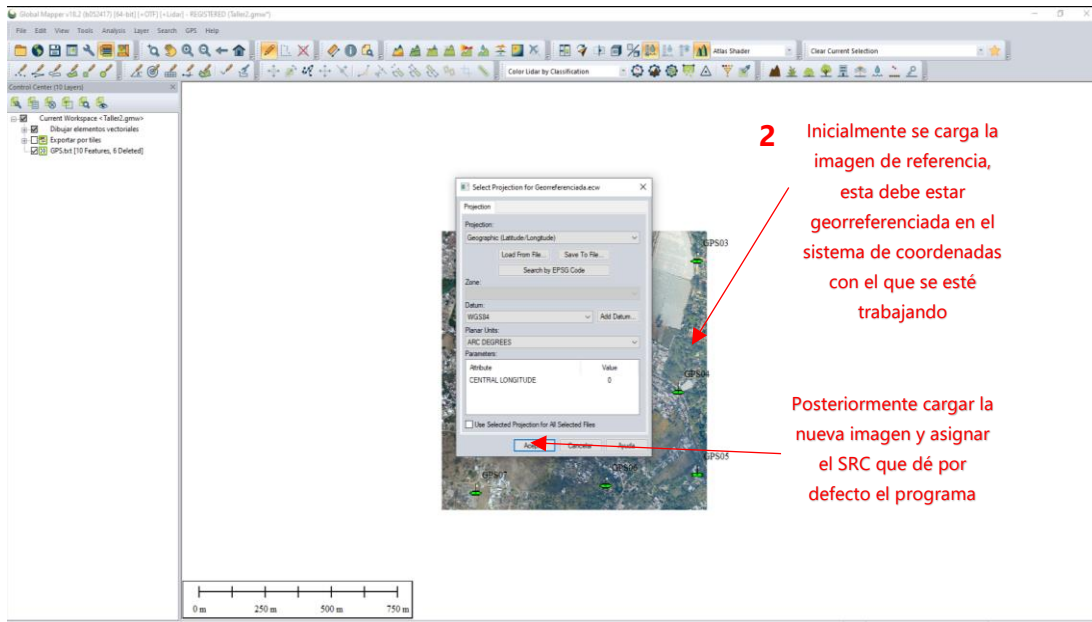 Global Mapper v18.2 (b052417) [64-bit] [+OTF] [+Lidar] - REGISTERED (Taller2.gmw*)
File Edit View Tools Analysis Layer Search GPS Help
Atlas Shader
Clear Current Selection
Color Lidar by Classification
Control Center (10 Layers)
Current Workspace <Taller2.gmw>
Dibujar elementos vectoriales
Exportar por tiles
GPS.txt [10 Features, 6 Deleted]
Select Projection for Georreferenciada.ecw
Projection
Projection:
Geographic (Latitude/Longitude)
Load From File... Save To File...
Search by EPSG Code
Zone:
Datum:
WGS84
Add Datum...
Planar Units:
ARC DEGREES
Parameters:
Attribute Value
CENTRAL LONGITUDE 0
Use Selected Projection for All Selected Files
Cancelar Ayuda
GPS03
GPS04
GPS05
GPS06
GPS07
2
Inicialmente se carga la
imagen de referencia,
esta debe estar
georreferenciada en el
sistema de coordenadas
con el que se esté
trabajando
Posteriormente cargar la
nueva imagen y asignar
el SRC que dé por
defecto el programa
0 m 250 m 500 m 750 m